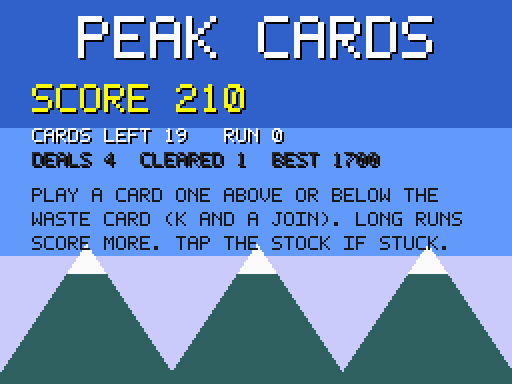 PEAK CARDS
SCORE 210
CARDS LEFT 19 RUN 0
DEALS 4 CLEARED 1 BEST 1700
PLAY A CARD ONE ABOVE OR BELOW THE
WASTE CARD (K AND A JOIN). LONG RUNS
SCORE MORE. TAP THE STOCK IF STUCK.